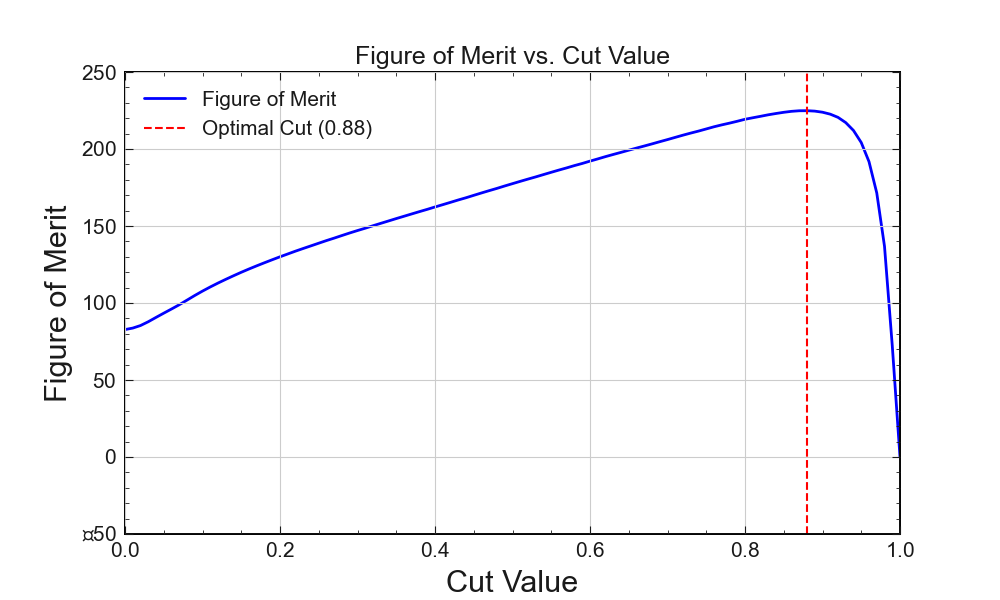 Figure of Merit vs. Cut Value
250
200
150
100
50
0
¤50
Figure of Merit
Figure of Merit
Optimal Cut (0.88)
0.0 0.2 0.4 0.6 0.8 1.0
Cut Value